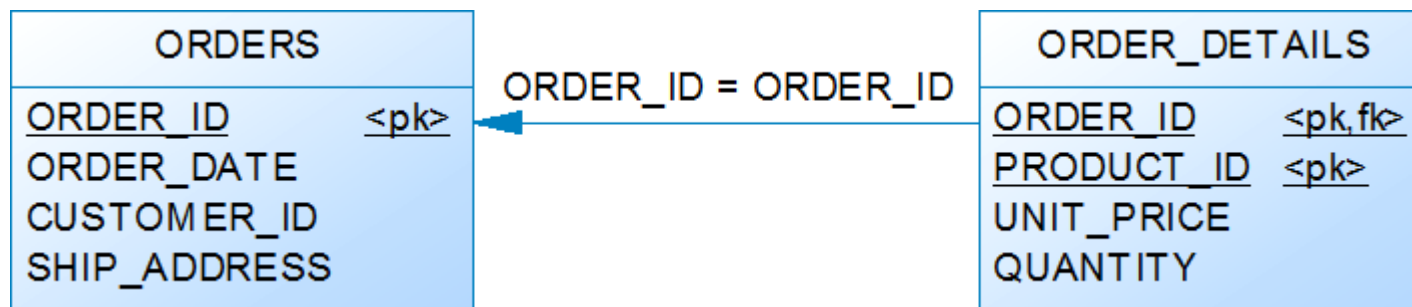 ORDERS
ORDER_ID <pk>
ORDER_DATE
CUSTOMER_ID
SHIP_ADDRESS
ORDER_ID = ORDER_ID
ORDER_DETAILS
ORDER_ID <pk,fk>
PRODUCT_ID <pk>
UNIT_PRICE
QUANTITY